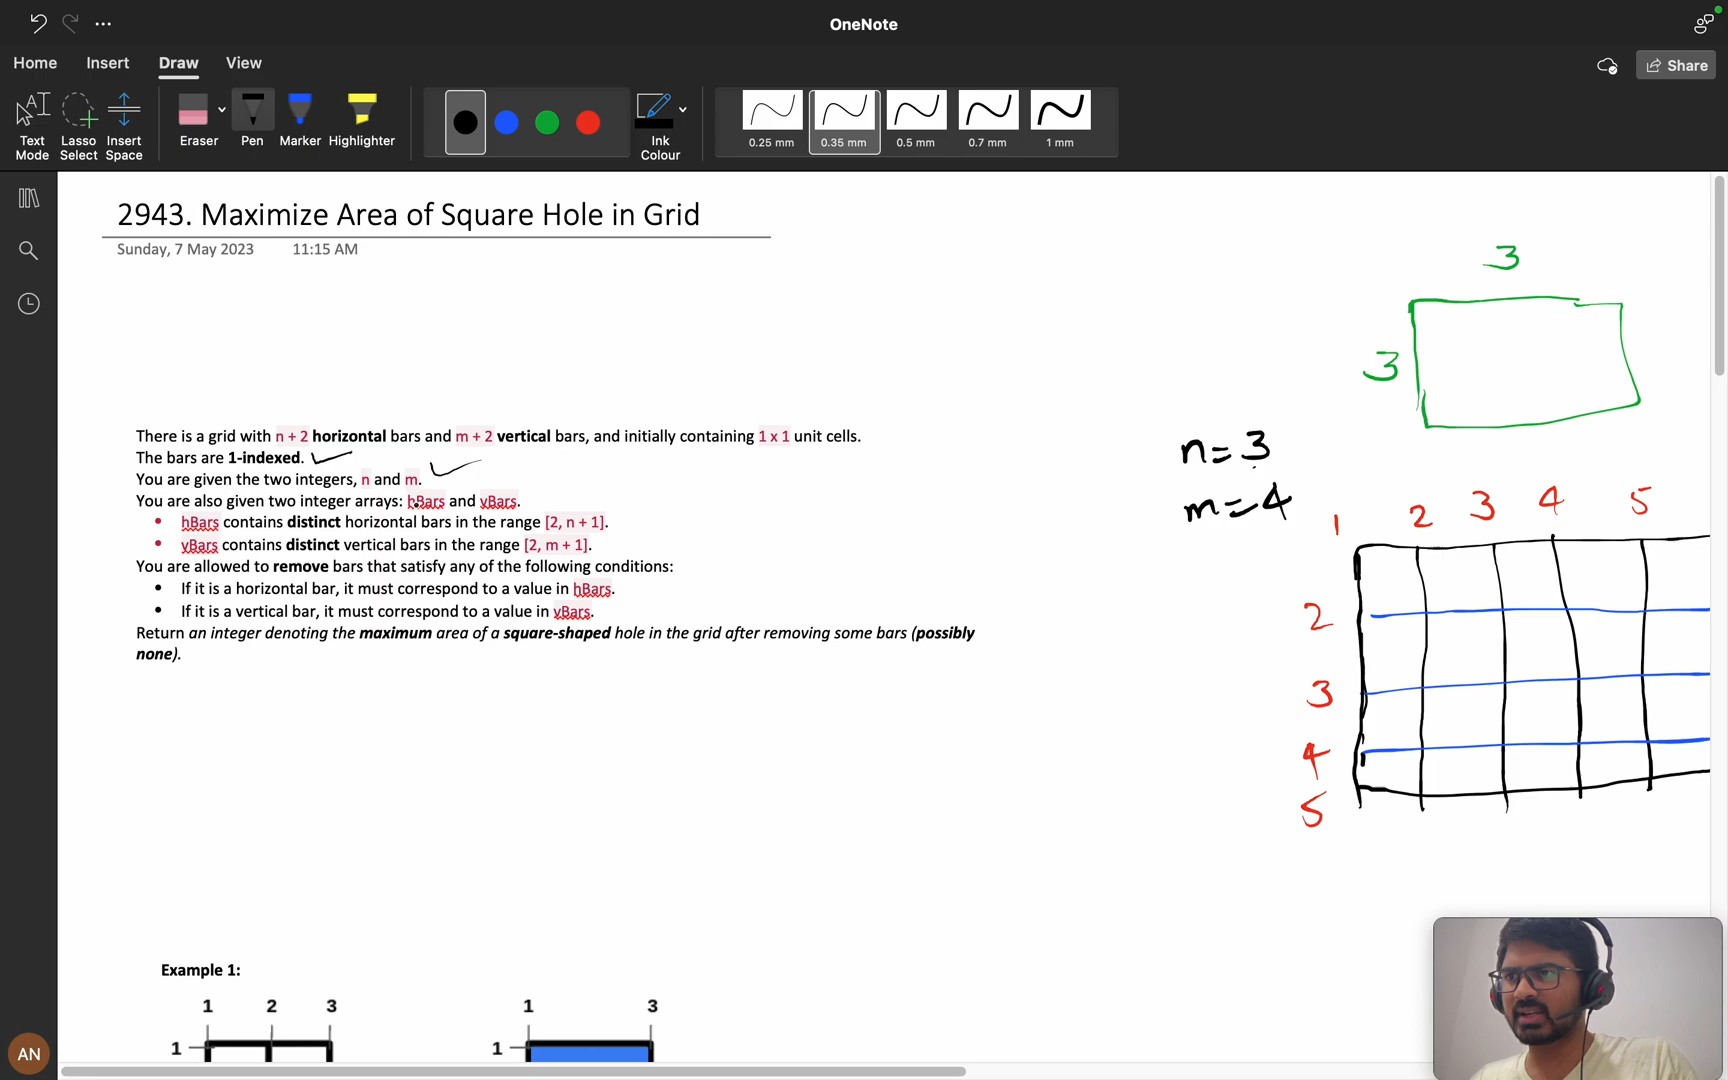 OneNote
Home Insert Draw View
Share
Text Mode
Lasso Select
Insert Space
Eraser
Pen
Marker
Highlighter
Ink Colour
0.25 mm
0.35 mm
0.5 mm
0.7 mm
1 mm
2943. Maximize Area of Square Hole in Grid
Sunday, 7 May 2023 11:15 AM
There is a grid with n + 2 horizontal bars and m + 2 vertical bars, and initially containing 1 x 1 unit cells.
The bars are 1-indexed.
You are given the two integers, n and m.
You are also given two integer arrays: hBars and vBars.
• hBars contains distinct horizontal bars in the range [2, n + 1].
• vBars contains distinct vertical bars in the range [2, m + 1].
You are allowed to remove bars that satisfy any of the following conditions:
• If it is a horizontal bar, it must correspond to a value in hBars.
• If it is a vertical bar, it must correspond to a value in vBars.
Return an integer denoting the maximum area of a square-shaped hole in the grid after removing some bars (possibly
none).
3
3
n = 3
m = 4
1 2 3 4 5
2
3
4
5
Example 1:
1 2 3
1
1 3
1
AN